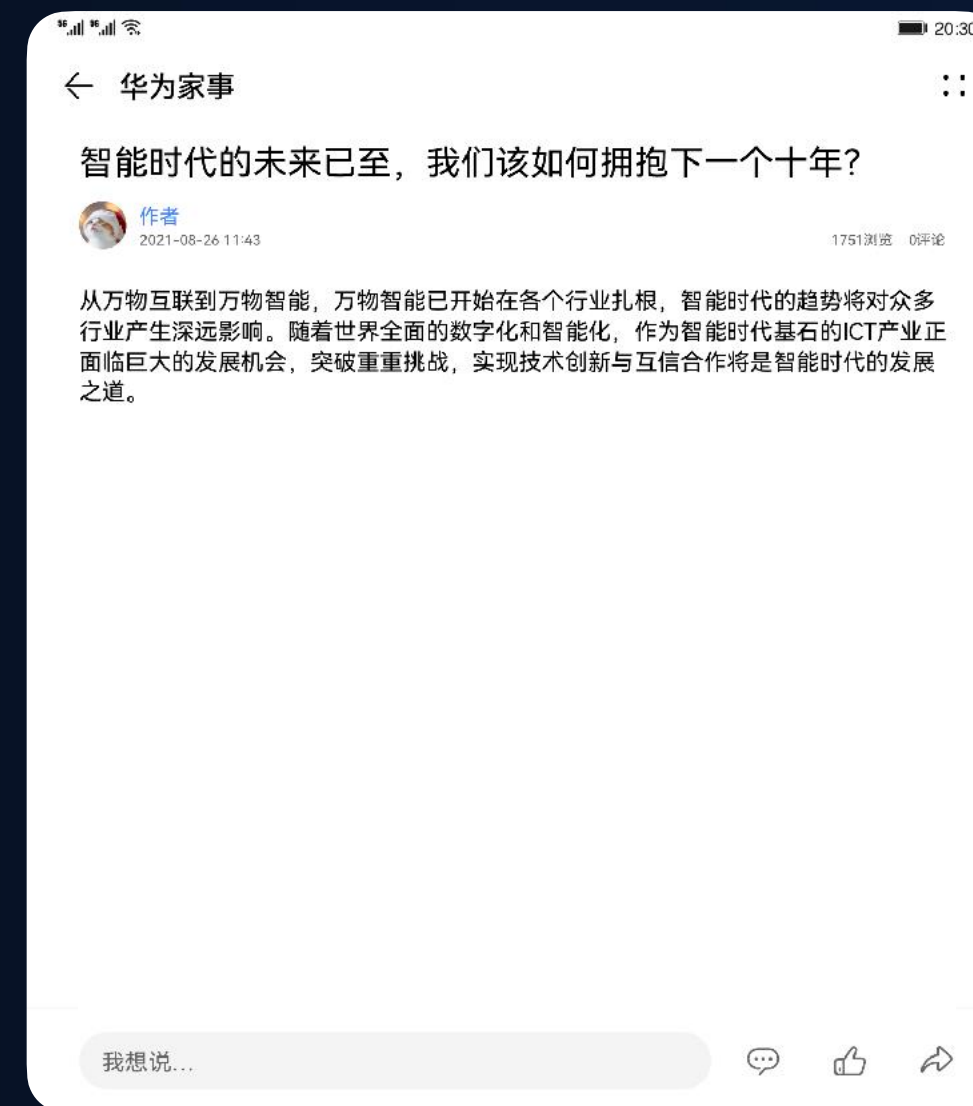 20:30
华为家事
智能时代的未来已至，我们该如何拥抱下一个十年？
作者
2021-08-26 11:43
1751浏览 0评论
从万物互联到万物智能，万物智能已开始在各个行业扎根，智能时代的趋势将对众多
行业产生深远影响。随着世界全面的数字化和智能化，作为智能时代基石的ICT产业正
面临巨大的发展机会，突破重重挑战，实现技术创新与互信合作将是智能时代的发展
之道。
我想说...